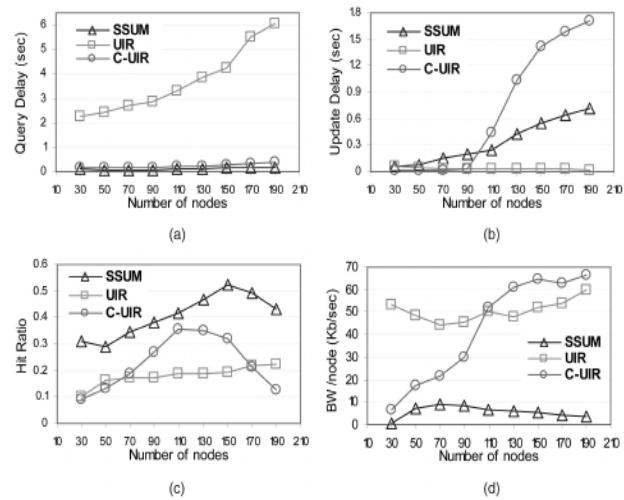 SSUM
UIR
C-UIR
Query Delay (sec)
6
5
4
3
2
1
0
10 30 50 70 90 110 130 150 170 190 210
Number of nodes
(a)
SSUM
UIR
C-UIR
Update Delay (sec)
1.8
1.5
1.2
0.9
0.6
0.3
0
10 30 50 70 90 110 130 150 170 190 210
Number of nodes
(b)
SSUM
UIR
C-UIR
Hit Ratio
0.6
0.5
0.4
0.3
0.2
0.1
0
10 30 50 70 90 110 130 150 170 190 210
Number of nodes
(c)
SSUM
UIR
C-UIR
BW /node (Kb/sec)
70
60
50
40
30
20
10
0
10 30 50 70 90 110 130 150 170 190 210
Number of nodes
(d)